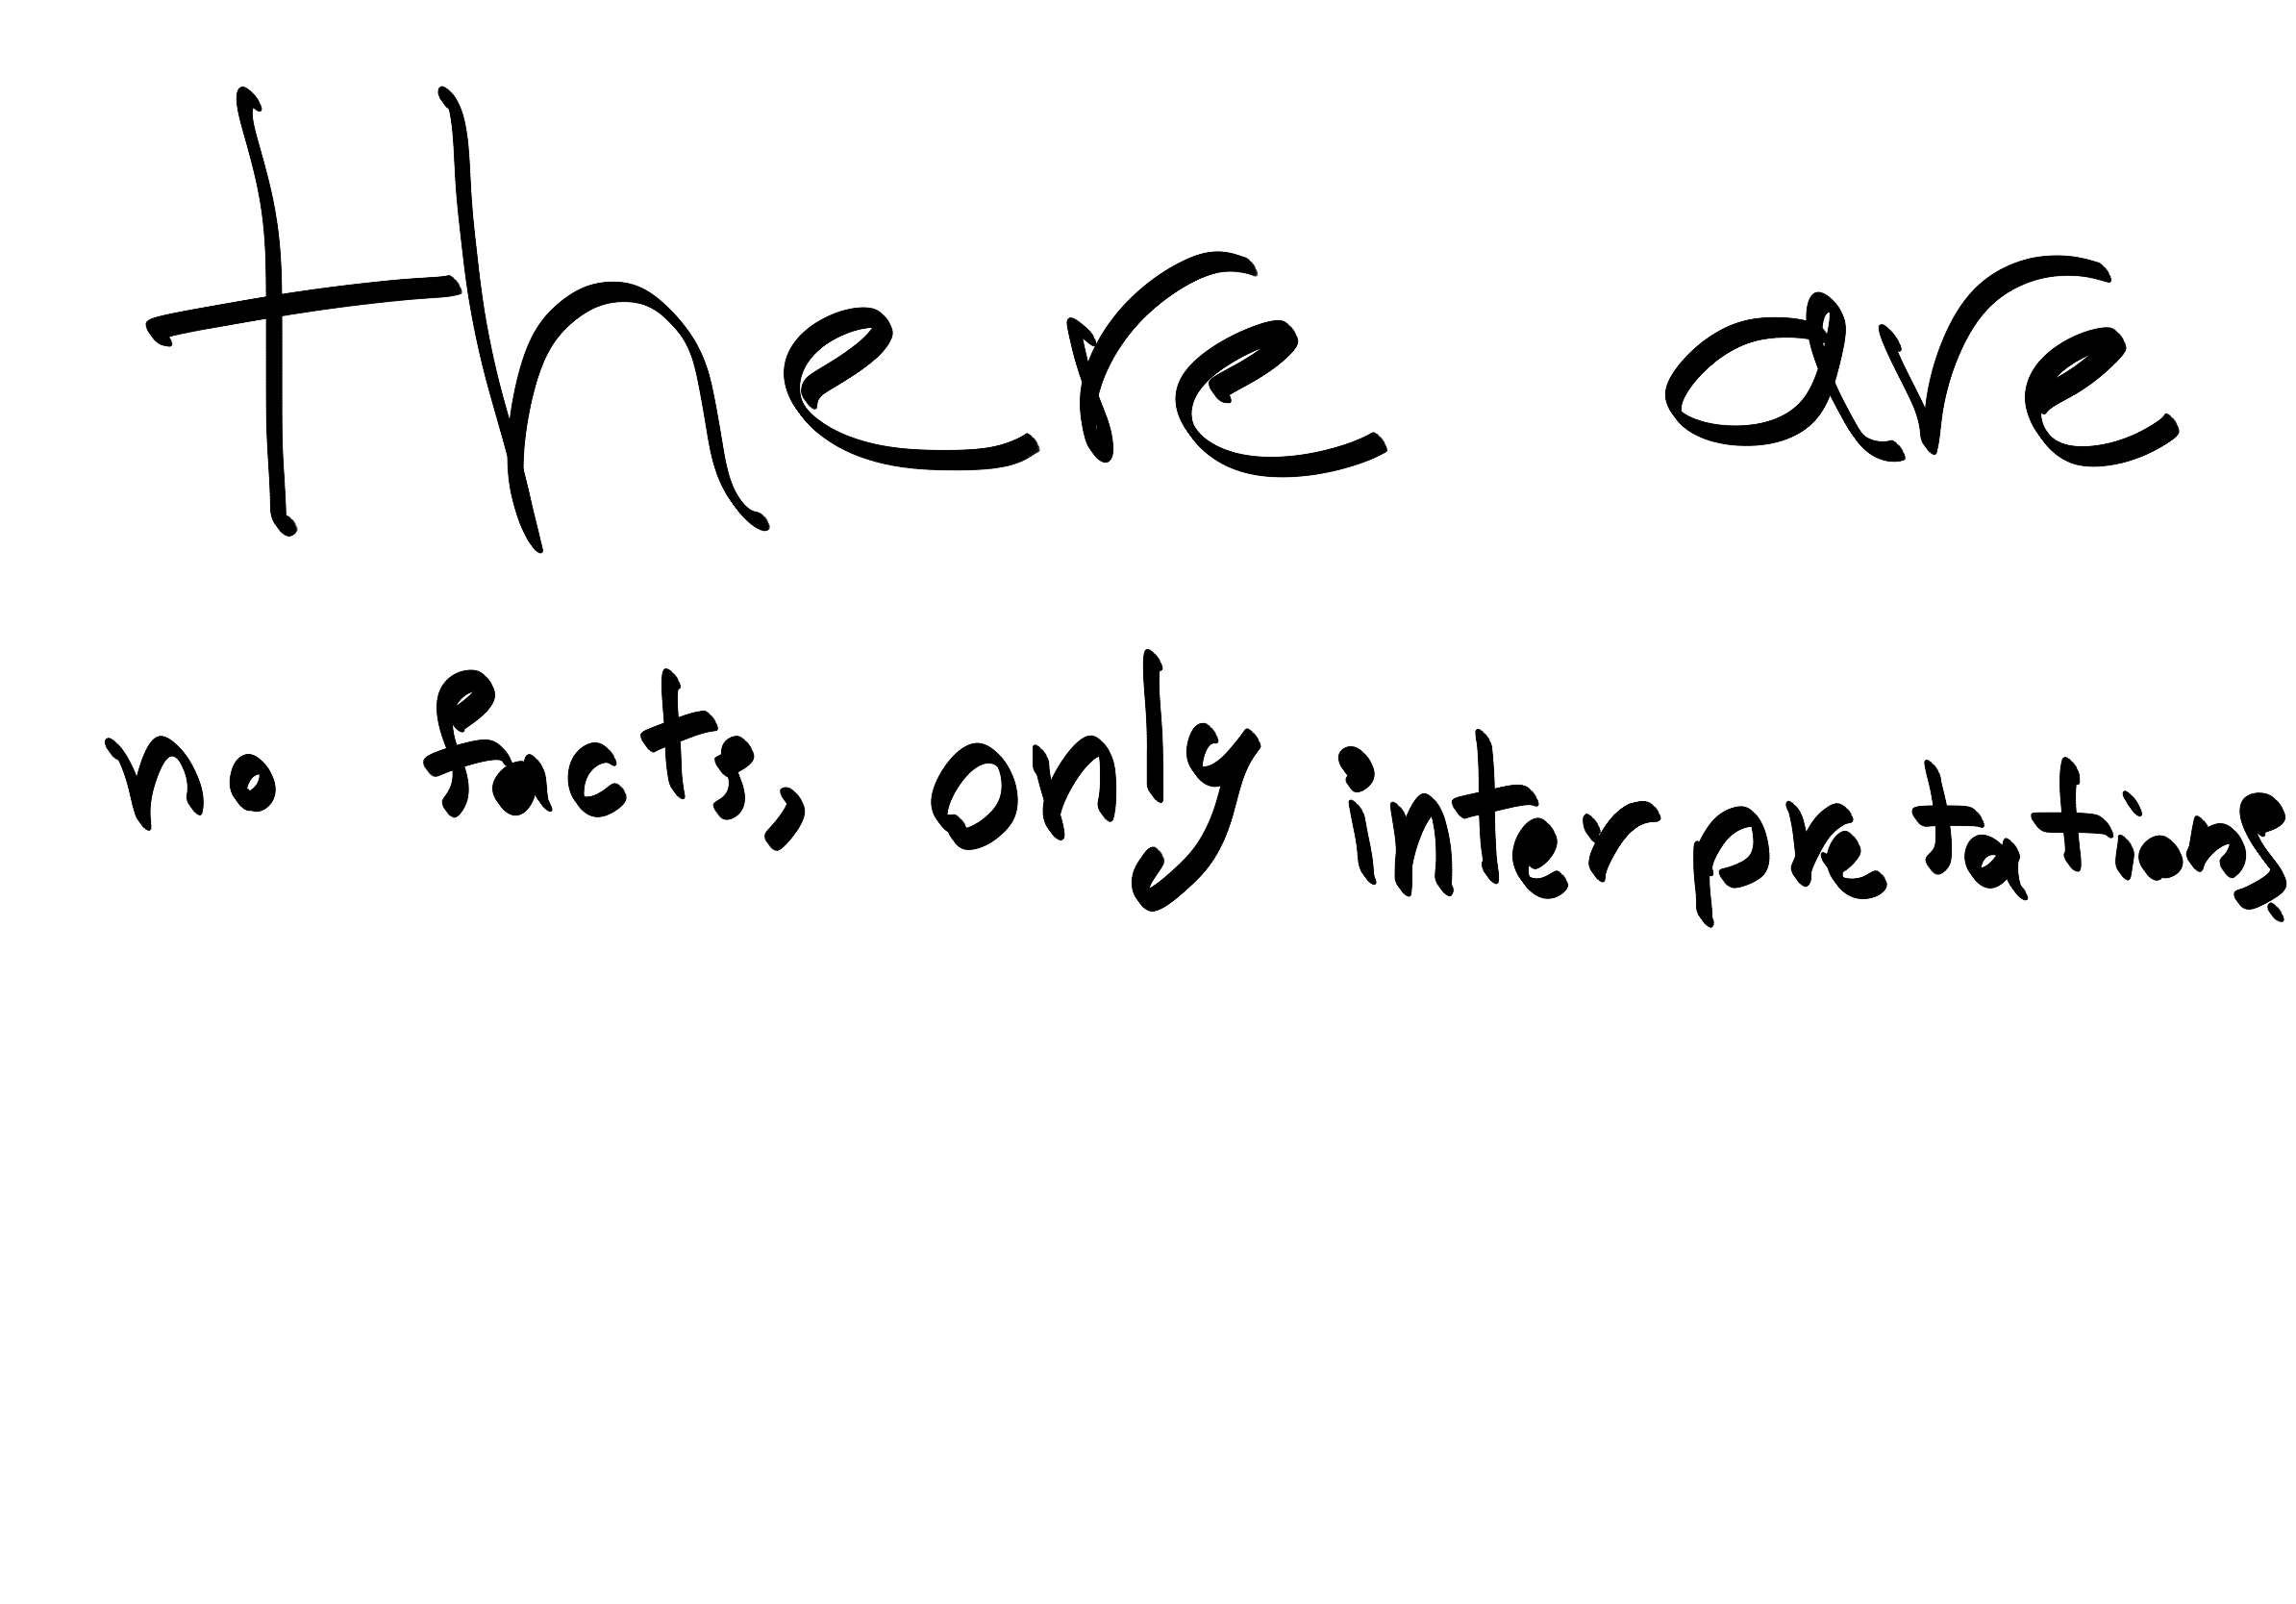 There are
no facts, only interpretations.